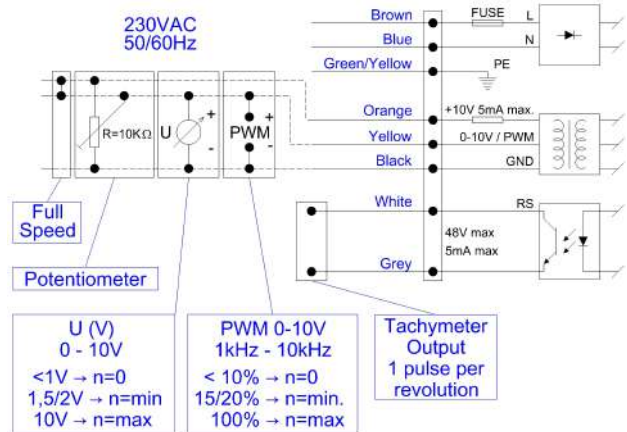 230VAC
50/60Hz
Brown
FUSE
L
Blue
N
Green/Yellow
PE
Orange
+10V 5mA max.
Yellow
0-10V / PWM
Black
GND
R=10KΩ
U
+
-
PWM
+
-
White
RS
48V max
5mA max
Grey
Full
Speed
Potentiometer
U (V)
0 - 10V
<1V → n=0
1,5/2V → n=min
10V → n=max
PWM 0-10V
1kHz - 10kHz
< 10% → n=0
15/20% → n=min.
100% → n=max
Tachymeter
Output
1 pulse per
revolution